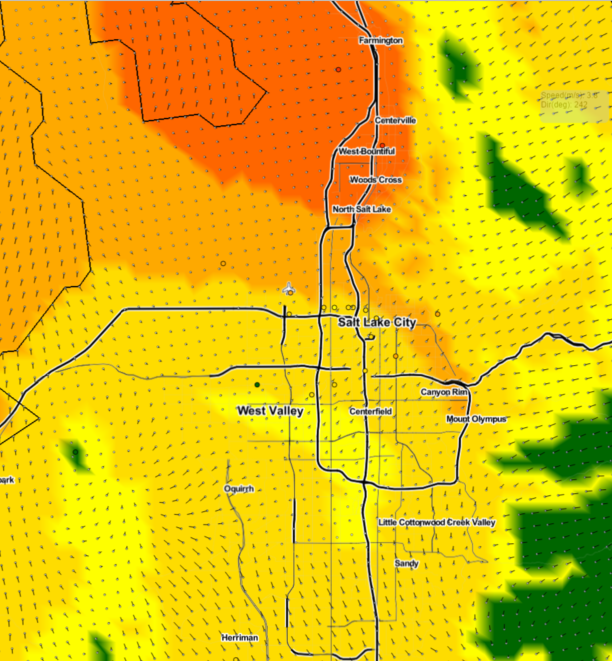 Farmington
Centerville
West-Bountiful
Woods Cross
North Salt Lake
Salt Lake City
Canyon Rim
West Valley
Centerfield
Mount Olympus
ark
Oquirrh
Little Cottonwood Creek Valley
Sandy
Herriman